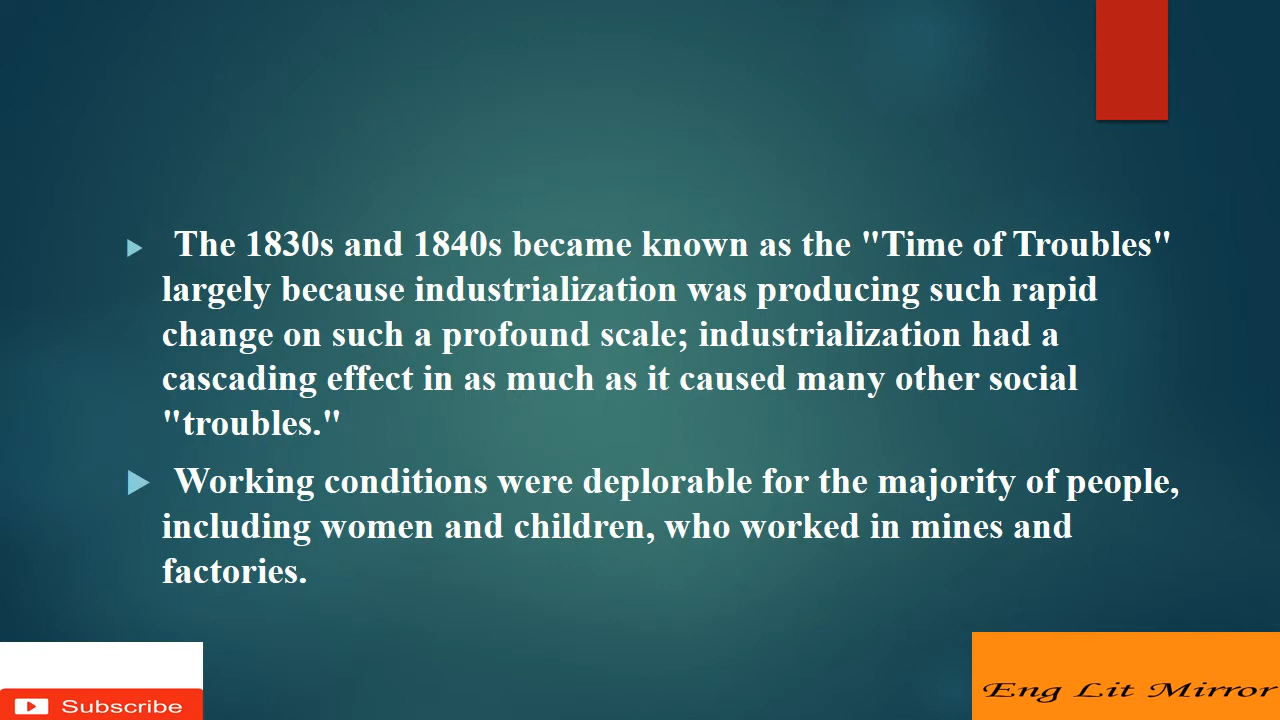 The 1830s and 1840s became known as the "Time of Troubles"
largely because industrialization was producing such rapid
change on such a profound scale; industrialization had a
cascading effect in as much as it caused many other social
"troubles."
Working conditions were deplorable for the majority of people,
including women and children, who worked in mines and
factories.
Subscribe
Eng Lit Mirror